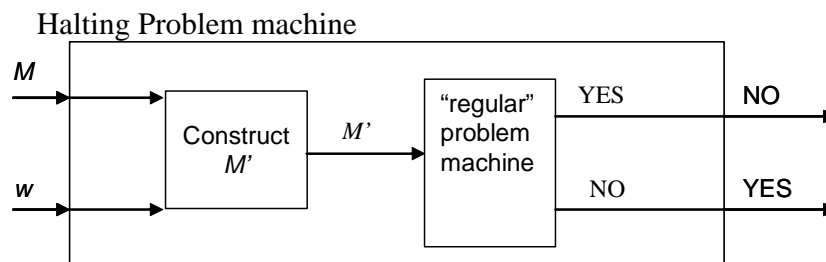 Halting Problem machine
M
w
Construct
M’
M’
“regular”
problem
machine
YES
NO
NO
YES